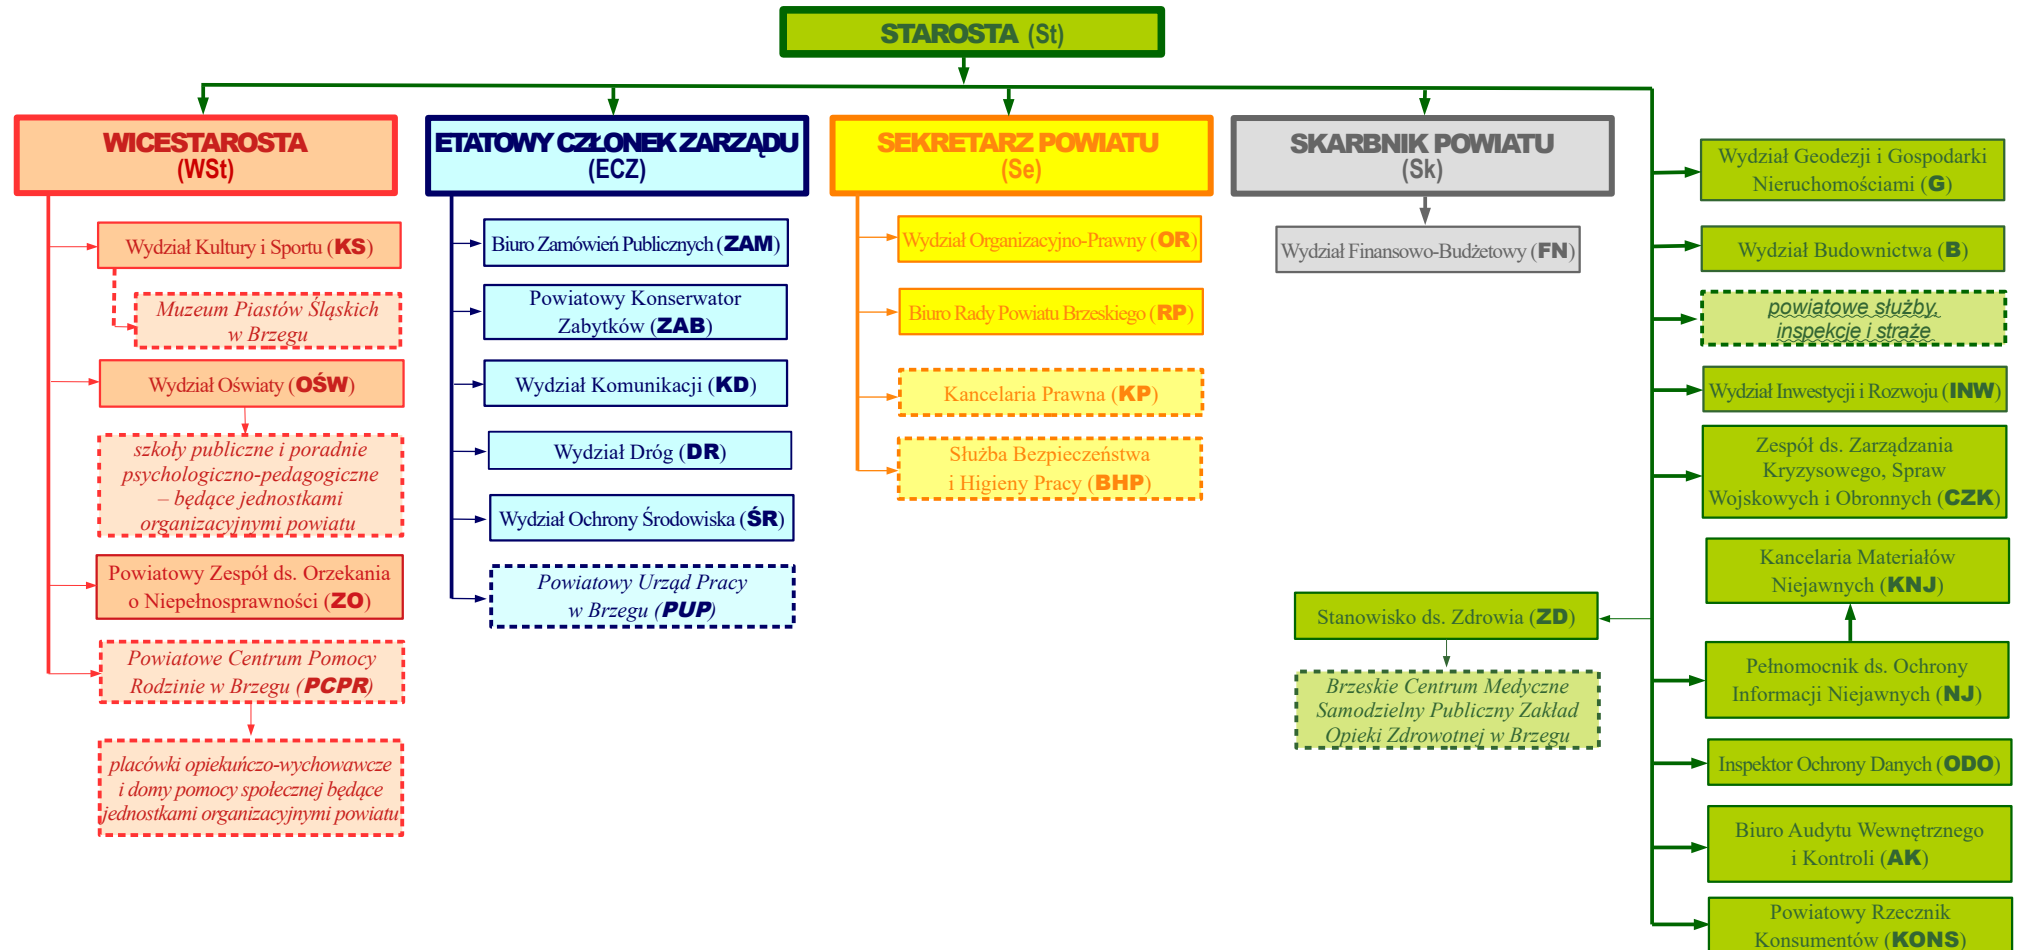 STAROSTA (St)
WICESTAROSTA
(WSt)
Wydział Kultury i Sportu (KS)
Muzeum Piastów Śląskich
w Brzegu
Wydział Oświaty (OŚW)
szkoły publiczne i poradnie
psychologiczno-pedagogiczne
– będące jednostkami
organizacyjnymi powiatu
Powiatowy Zespół ds. Orzekania
o Niepełnosprawności (ZO)
Powiatowe Centrum Pomocy
Rodzinie w Brzegu (PCPR)
placówki opiekuńczo-wychowawcze
i domy pomocy społecznej będące
jednostkami organizacyjnymi powiatu
ETATOWY CZŁONEK ZARZĄDU
(ECZ)
Biuro Zamówień Publicznych (ZAM)
Powiatowy Konserwator
Zabytków (ZAB)
Wydział Komunikacji (KD)
Wydział Dróg (DR)
Wydział Ochrony Środowiska (ŚR)
Powiatowy Urząd Pracy
w Brzegu (PUP)
SEKRETARZ POWIATU
(Se)
Wydział Organizacyjno-Prawny (OR)
Biuro Rady Powiatu Brzeskiego (RP)
Kancelaria Prawna (KP)
Służba Bezpieczeństwa
i Higieny Pracy (BHP)
SKARBNIK POWIATU
(Sk)
Wydział Finansowo-Budżetowy (FN)
Stanowisko ds. Zdrowia (ZD)
Brzeskie Centrum Medyczne
Samodzielny Publiczny Zakład
Opieki Zdrowotnej w Brzegu
Wydział Geodezji i Gospodarki
Nieruchomościami (G)
Wydział Budownictwa (B)
powiatowe służby,
inspekcje i straże
Wydział Inwestycji i Rozwoju (INW)
Zespół ds. Zarządzania
Kryzysowego, Spraw
Wojskowych i Obronnych (CZK)
Kancelaria Materiałów
Niejawnych (KNJ)
Pełnomocnik ds. Ochrony
Informacji Niejawnych (NJ)
Inspektor Ochrony Danych (ODO)
Biuro Audytu Wewnętrznego
i Kontroli (AK)
Powiatowy Rzecznik
Konsumentów (KONS)